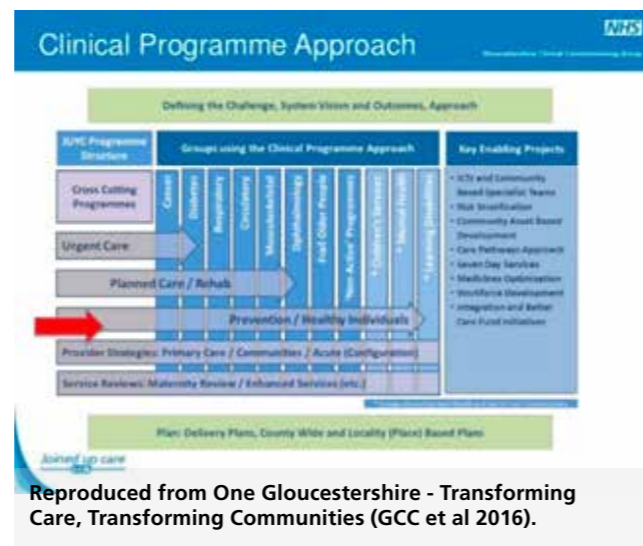 NHS
Clinical Programme Approach
Defining the Challenge, System Vision and Outcomes, Approach
JUYC Programme
Structure
Groups using the Clinical Programme Approach
Key Enabling Projects
Cross Cutting
Programmes
Cancer
Diabetes
Respiratory
Circulatory
Musculoskeletal
Ophthalmology
Frail Older People
'Non Active' Programmes
* Children's Services
* Mental Health
* Learning Disabilities
Urgent Care
Planned Care / Rehab
Prevention / Healthy Individuals
Provider Strategies: Primary Care / Communities / Acute (Configuration)
Service Reviews: Maternity Review / Enhanced Services (etc.)
• ICTs and Community
Based Specialist Teams
• Risk Stratification
• Community Asset Based
Development
• Care Pathways Approach
• Seven Day Services
• Medicines Optimisation
• Workforce Development
• Integration and Better
Care Fund Initiatives
Plan: Delivery Plans, County Wide and Locality (Place) Based Plans
Joined up care
Reproduced from One Gloucestershire - Transforming
Care, Transforming Communities (GCC et al 2016).